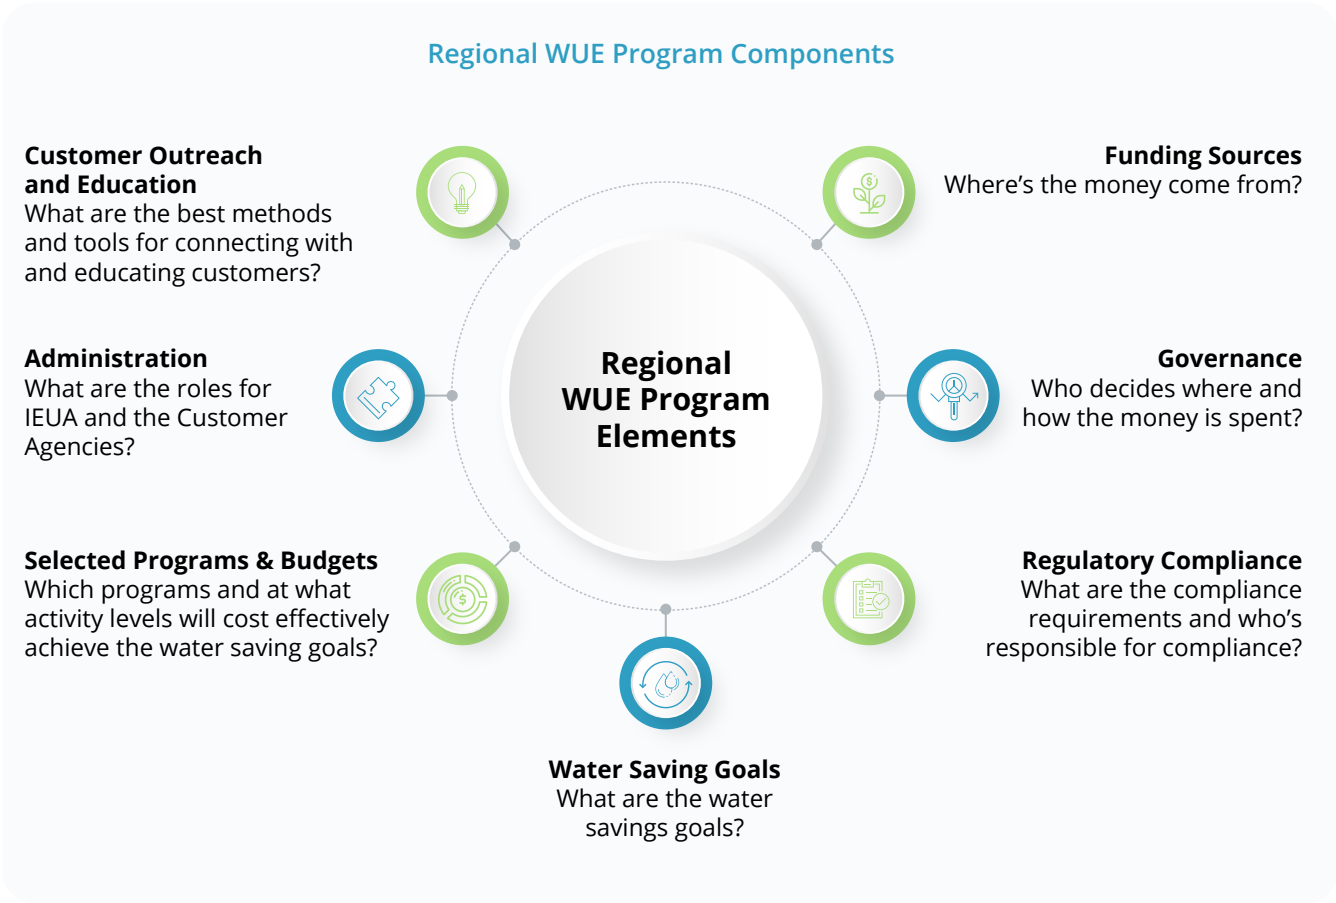 Regional WUE Program Components
Customer Outreach
and Education
What are the best methods
and tools for connecting with
and educating customers?
Administration
What are the roles for
IEUA and the Customer
Agencies?
Selected Programs & Budgets
Which programs and at what
activity levels will cost effectively
achieve the water saving goals?
Regional
WUE Program
Elements
Water Saving Goals
What are the water
savings goals?
Funding Sources
Where’s the money come from?
Governance
Who decides where and
how the money is spent?
Regulatory Compliance
What are the compliance
requirements and who’s
responsible for compliance?
$
$